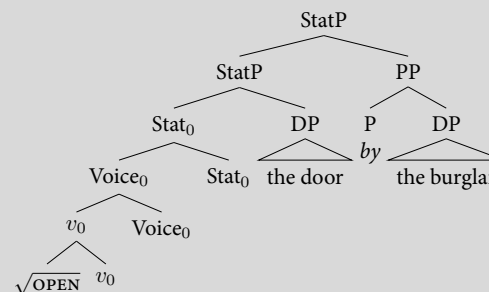 StatP
StatP PP
Stat₀ DP P DP
by
Voice₀ Stat₀ the door the burgla
v₀ Voice₀
√OPEN v₀